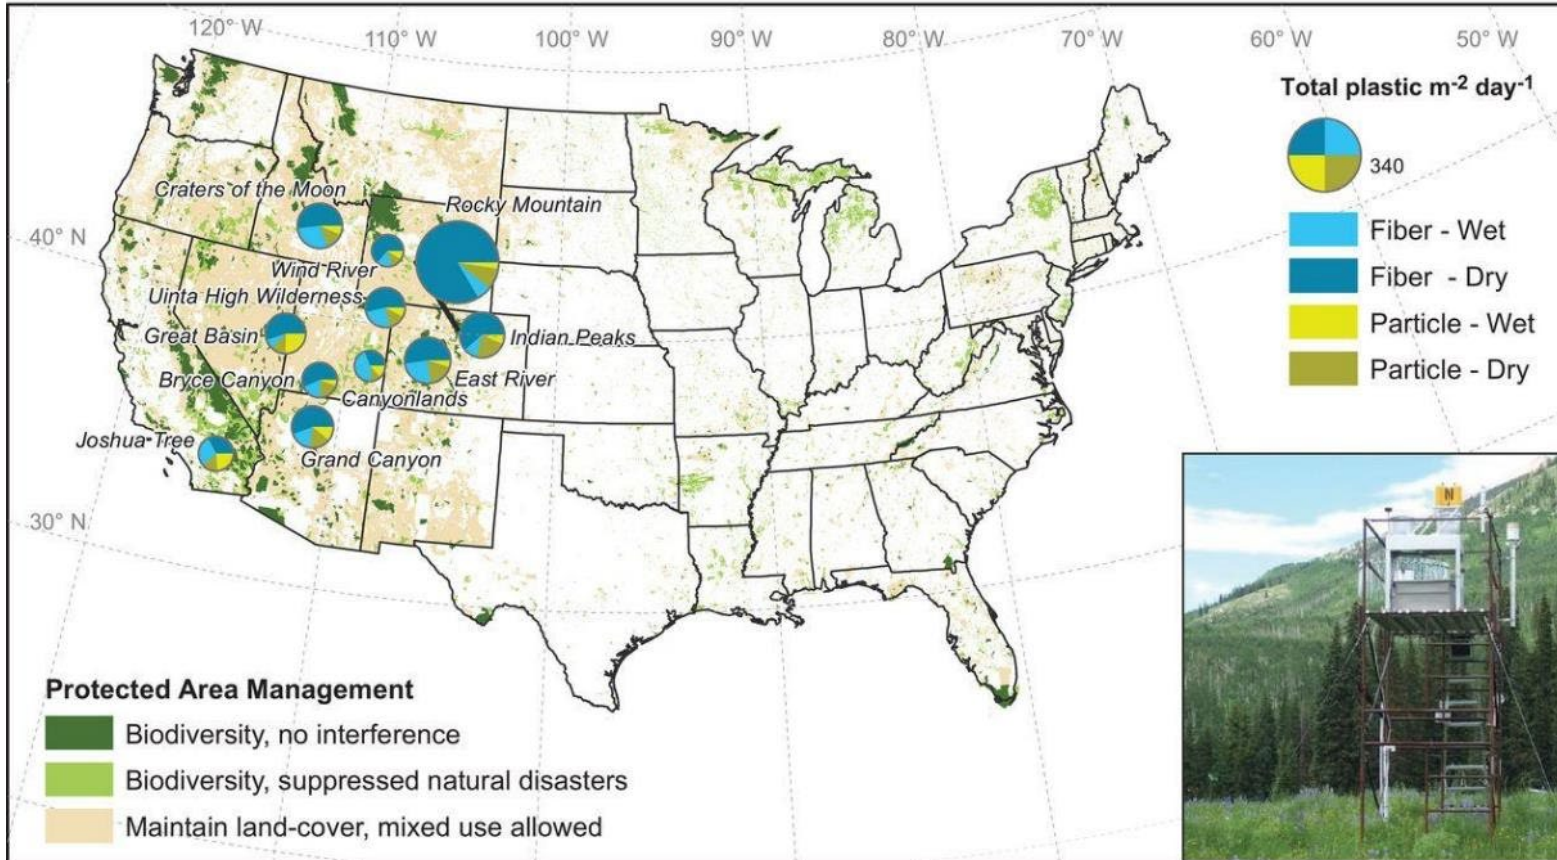 120° W
110° W
100° W
90° W
80° W
70° W
60° W
50° W
40° N
30° N
Craters of the Moon
Rocky Mountain
Wind River
Uinta High Wilderness
Great Basin
Indian Peaks
Bryce Canyon
East River
Canyonlands
Joshua Tree
Grand Canyon
Total plastic m-2 day-1
340
Fiber - Wet
Fiber - Dry
Particle - Wet
Particle - Dry
N
Protected Area Management
Biodiversity, no interference
Biodiversity, suppressed natural disasters
Maintain land-cover, mixed use allowed